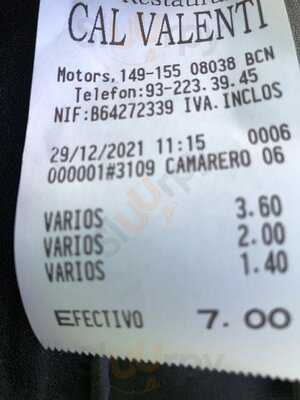 Restaura
CAL VALENTI
Motors, 149-155 08038 BCN
Telefon:93-223.39.45
NIF:B64272339 IVA.INCLOS
29/12/2021 11:15 0006
000001#3109 CAMARERO 06
VARIOS 3.60
VARIOS 2.00
VARIOS 1.40
EFECTIVO 7.00